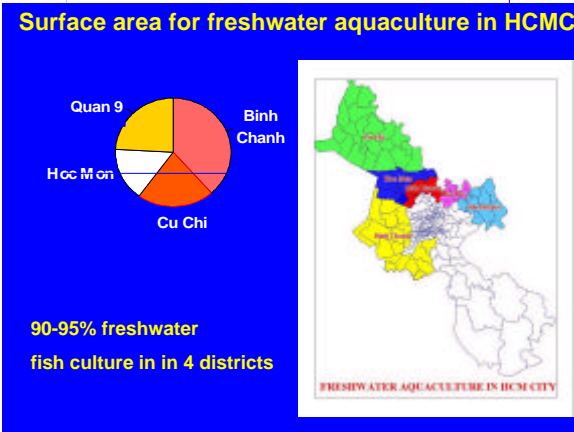 Surface area for freshwater aquaculture in HCMC
Quan 9
Binh
Chanh
Hoc Mon
Cu Chi
90-95% freshwater
fish culture in in 4 districts
FRESHWATER AQUACULTURE IN HCM CITY